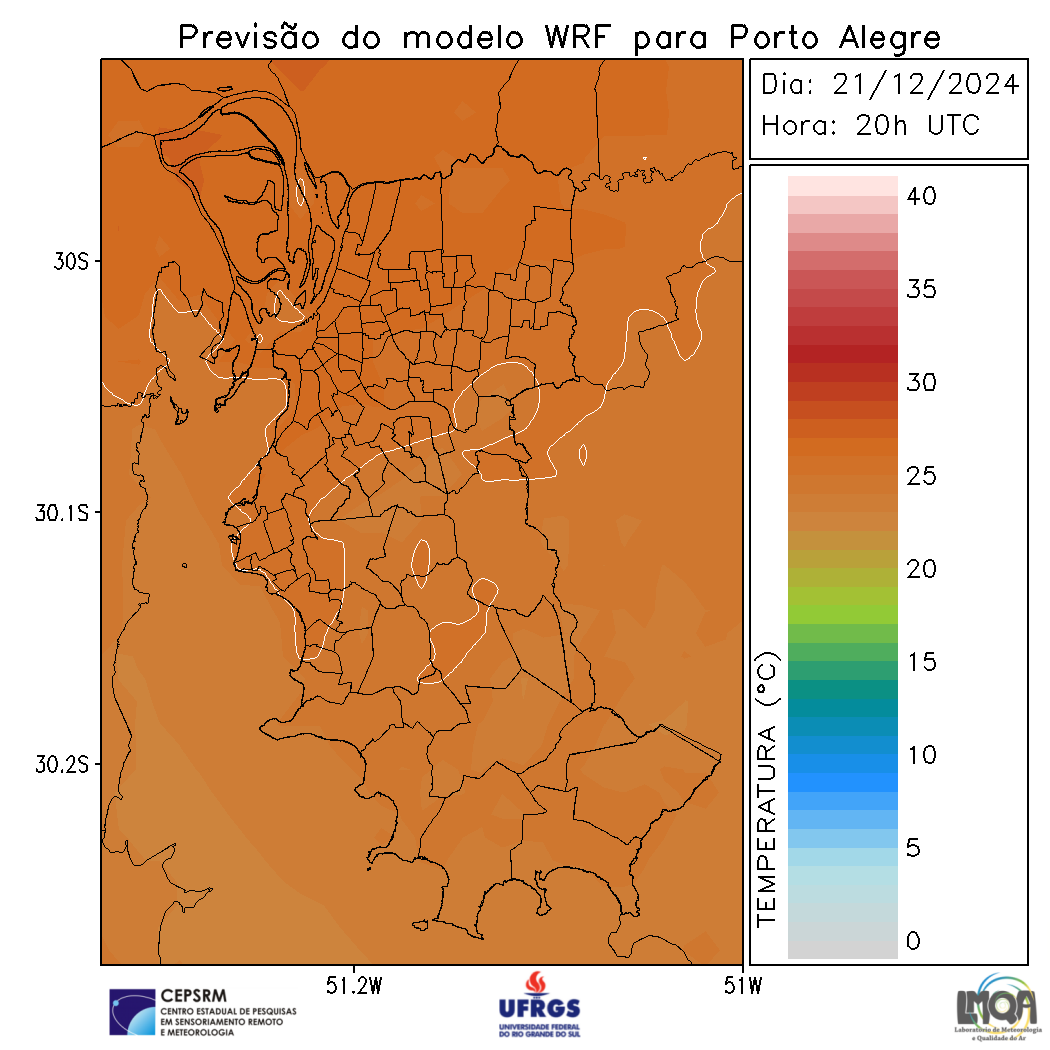 Previsão do modelo WRF para Porto Alegre
Dia: 21/12/2024
Hora: 20h UTC
40
35
30
25
20
15
10
5
0
TEMPERATURA (°C)
30S
30.1S
30.2S
51.2W
51W
CEPSRM
CENTRO ESTADUAL DE PESQUISAS
EM SENSORIAMENTO REMOTO
E METEOROLOGIA
UFRGS
UNIVERSIDADE FEDERAL
DO RIO GRANDE DO SUL
LMQA
Laboratório de Meteorologia
e Qualidade do Ar